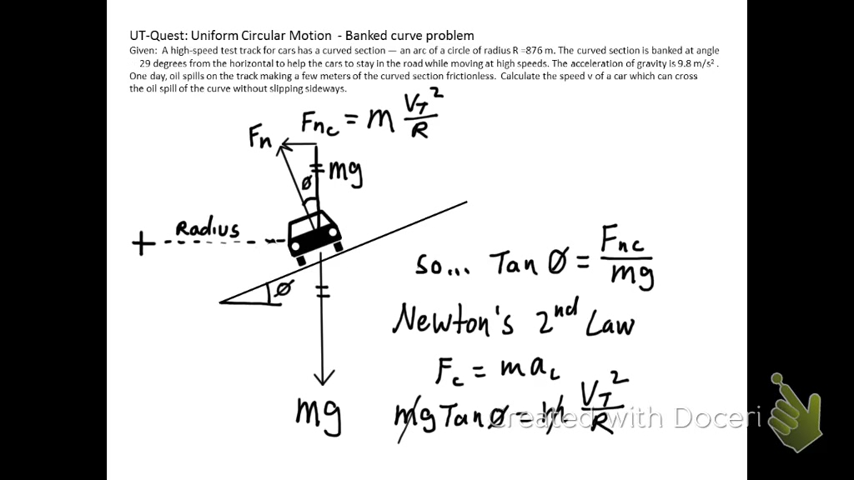 UT-Quest: Uniform Circular Motion - Banked curve problem
Given: A high-speed test track for cars has a curved section — an arc of a circle of radius R =876 m. The curved section is banked at angle
29 degrees from the horizontal to help the cars to stay in the road while moving at high speeds. The acceleration of gravity is 9.8 m/s².
One day, oil spills on the track making a few meters of the curved section frictionless. Calculate the speed v of a car which can cross
the oil spill of the curve without slipping sideways.
Fn Fnc = m VT²/R
mg
Ø
Radius
+
Ø
mg
So... Tan Ø = Fnc/mg
Newton's 2nd Law
Fc = mac
mg Tan Ø = m VT²/R
Created with Doceri